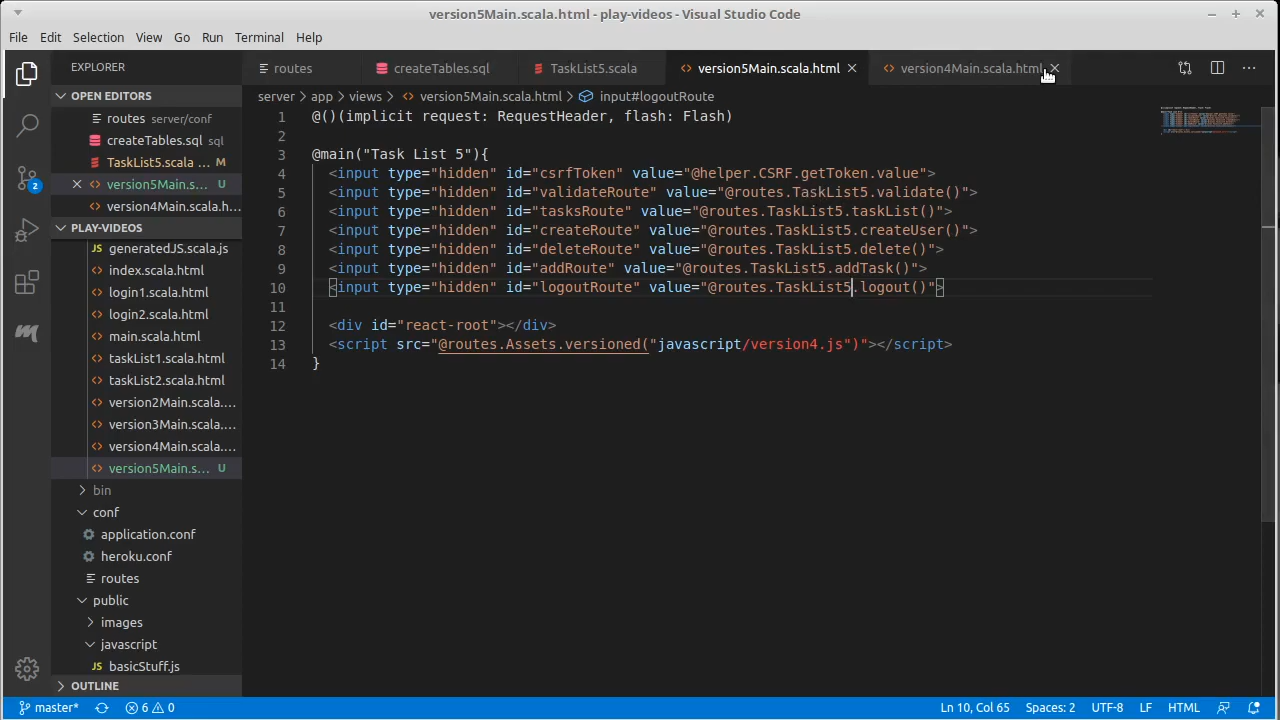 version5Main.scala.html - play-videos - Visual Studio Code
File Edit Selection View Go Run Terminal Help
EXPLORER
routes createTables.sql TaskList5.scala version5Main.scala.html version4Main.scala.html
OPEN EDITORS
server app views version5Main.scala.html input#logoutRoute
routes server/conf
createTables.sql sql
TaskList5.scala ... M
version5Main.s... U
version4Main.scala.h...
PLAY-VIDEOS
generatedJS.scala.js
index.scala.html
login1.scala.html
login2.scala.html
main.scala.html
taskList1.scala.html
taskList2.scala.html
version2Main.scala....
version3Main.scala....
version4Main.scala....
version5Main.s... U
bin
conf
application.conf
heroku.conf
routes
public
images
javascript
JS basicStuff.js
OUTLINE
2
1 @()(implicit request: RequestHeader, flash: Flash)
2
3 @main("Task List 5"){
4 <input type="hidden" id="csrfToken" value="@helper.CSRF.getToken.value">
5 <input type="hidden" id="validateRoute" value="@routes.TaskList5.validate()">
6 <input type="hidden" id="tasksRoute" value="@routes.TaskList5.taskList()">
7 <input type="hidden" id="createRoute" value="@routes.TaskList5.createUser()">
8 <input type="hidden" id="deleteRoute" value="@routes.TaskList5.delete()">
9 <input type="hidden" id="addRoute" value="@routes.TaskList5.addTask()">
10 <input type="hidden" id="logoutRoute" value="@routes.TaskList5.logout()">
11
12 <div id="react-root"></div>
13 <script src="@routes.Assets.versioned("javascript/version4.js")"></script>
14 }
master* 6 0 Ln 10, Col 65 Spaces: 2 UTF-8 LF HTML